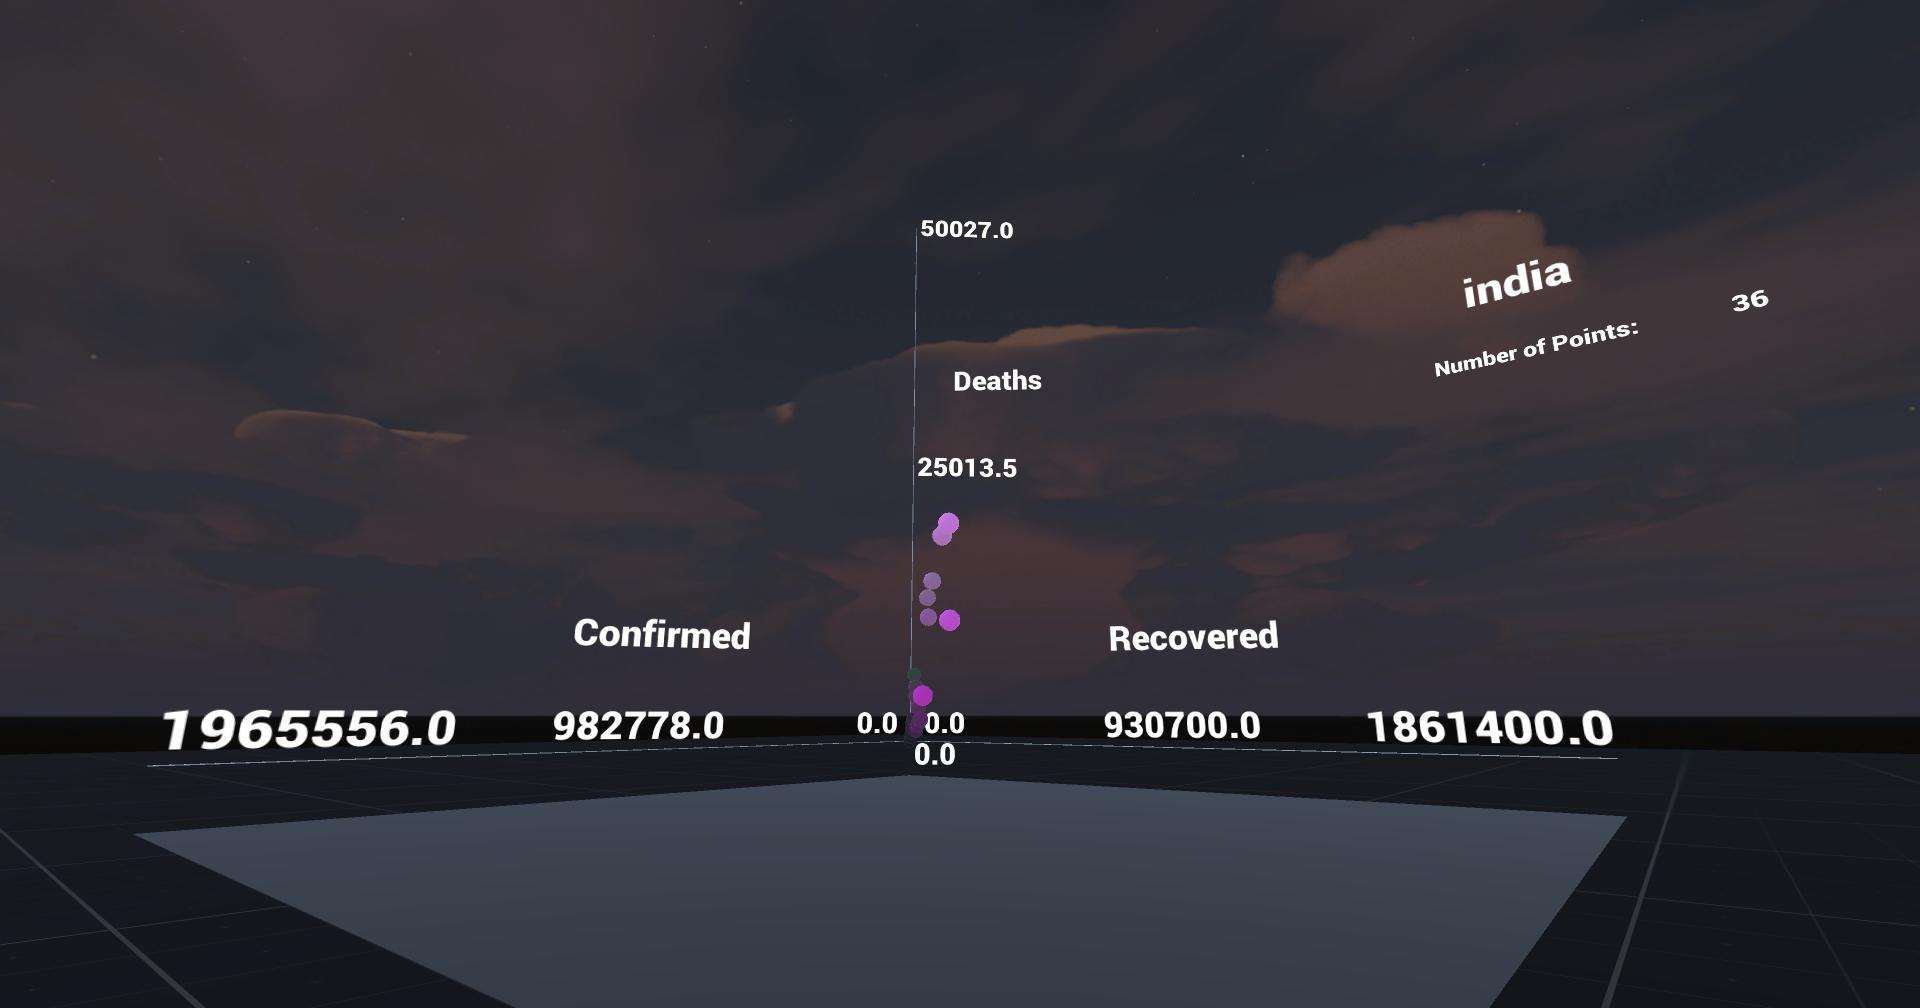 50027.0
india
36
Number of Points:
Deaths
25013.5
Confirmed
Recovered
1965556.0
982778.0
0.0
0.0
930700.0
1861400.0
0.0